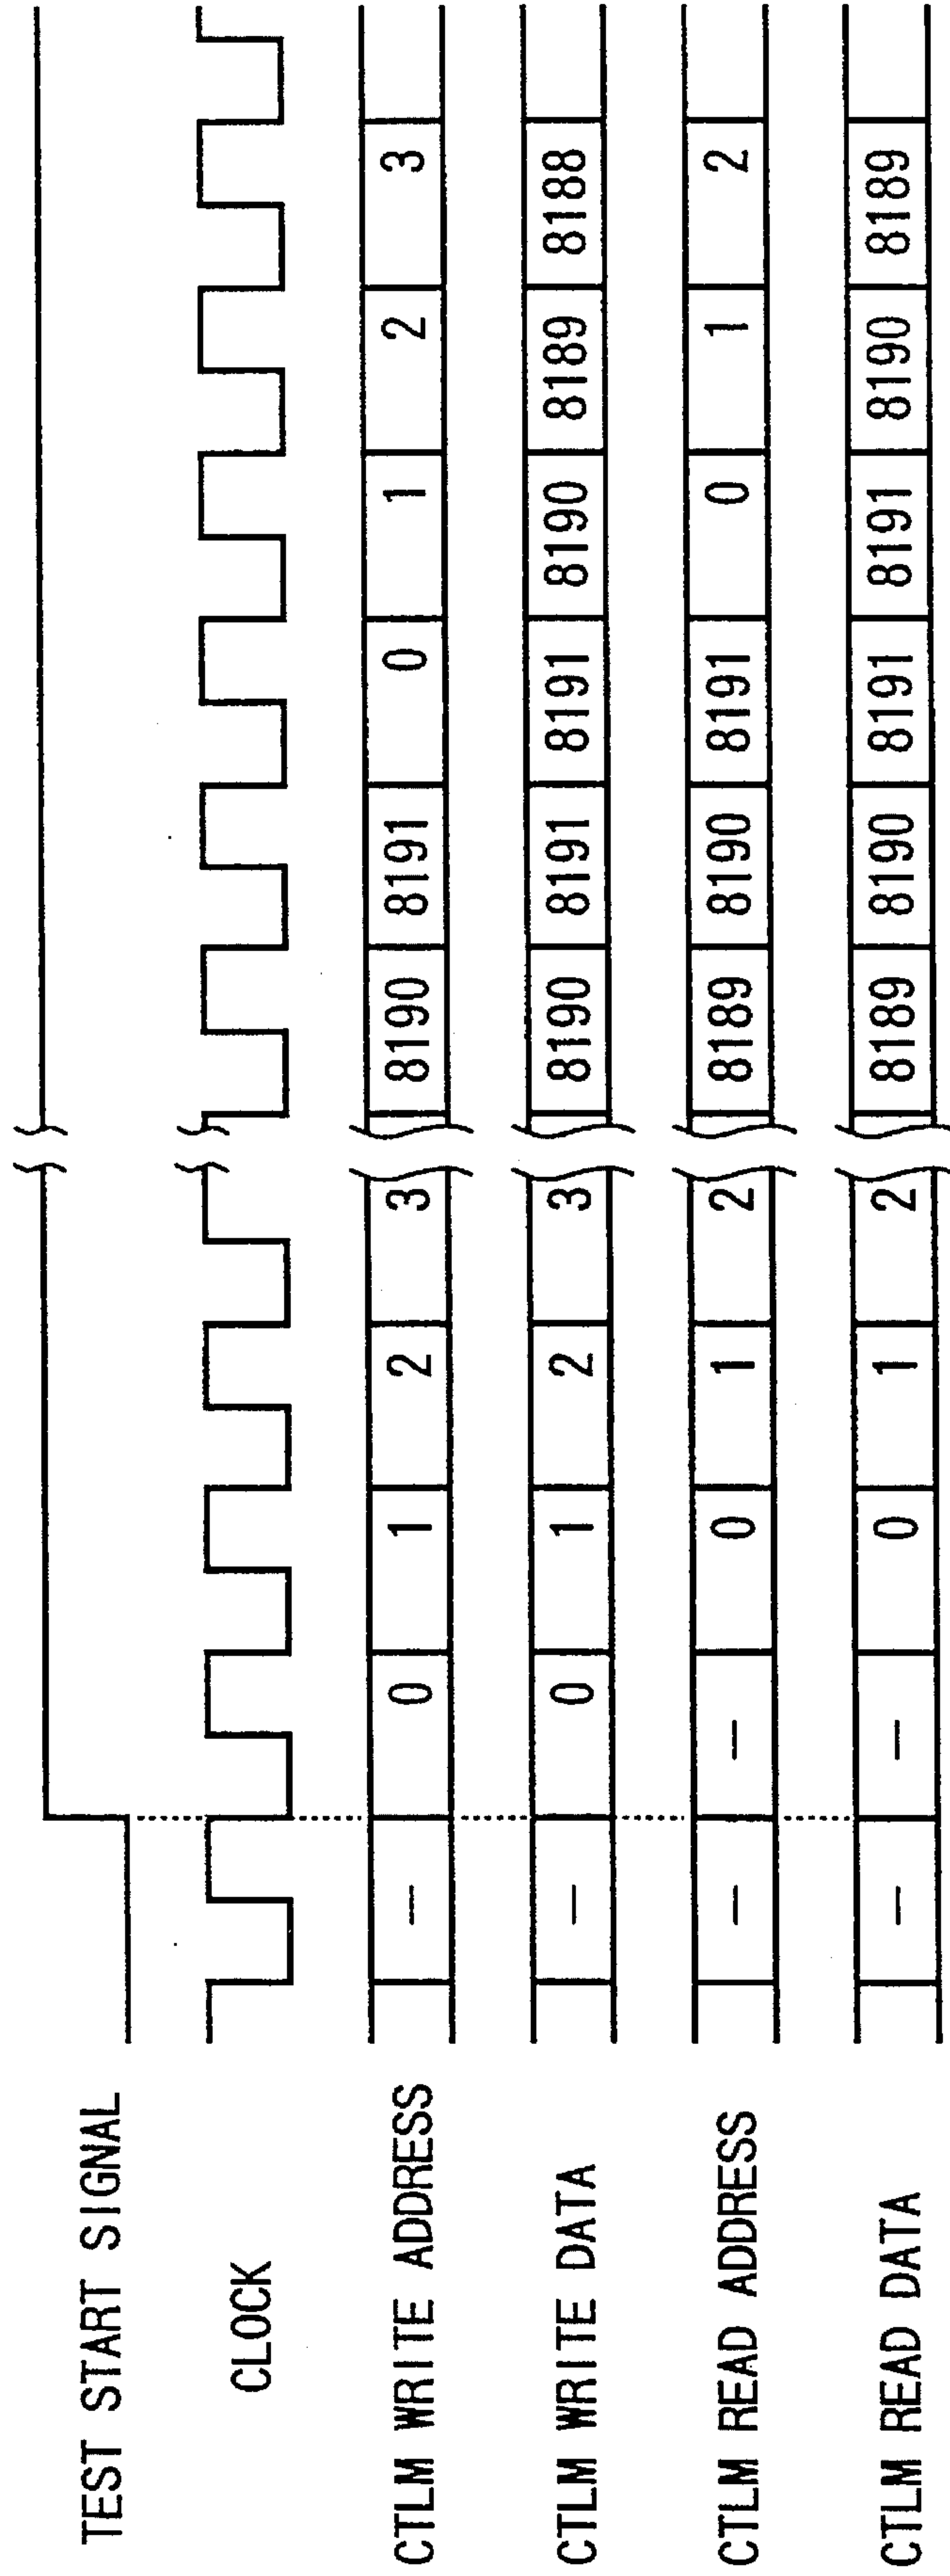 TEST START SIGNAL
CLOCK
CTLM WRITE ADDRESS – 0 1 2 3 8190 8191 0 1 2 3
CTLM WRITE DATA – 0 1 2 3 8190 8191 8191 8190 8189 8188
CTLM READ ADDRESS – – 0 1 2 8189 8190 8191 0 1 2
CTLM READ DATA – – 0 1 2 8189 8190 8191 8191 8190 8189